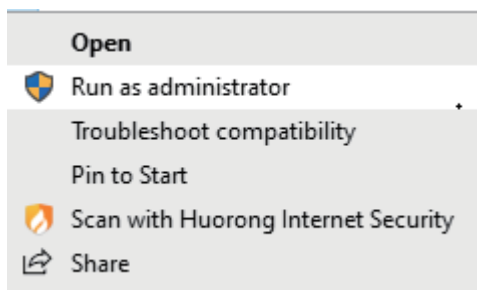 Open
Run as administrator
Troubleshoot compatibility
Pin to Start
Scan with Huorong Internet Security
Share